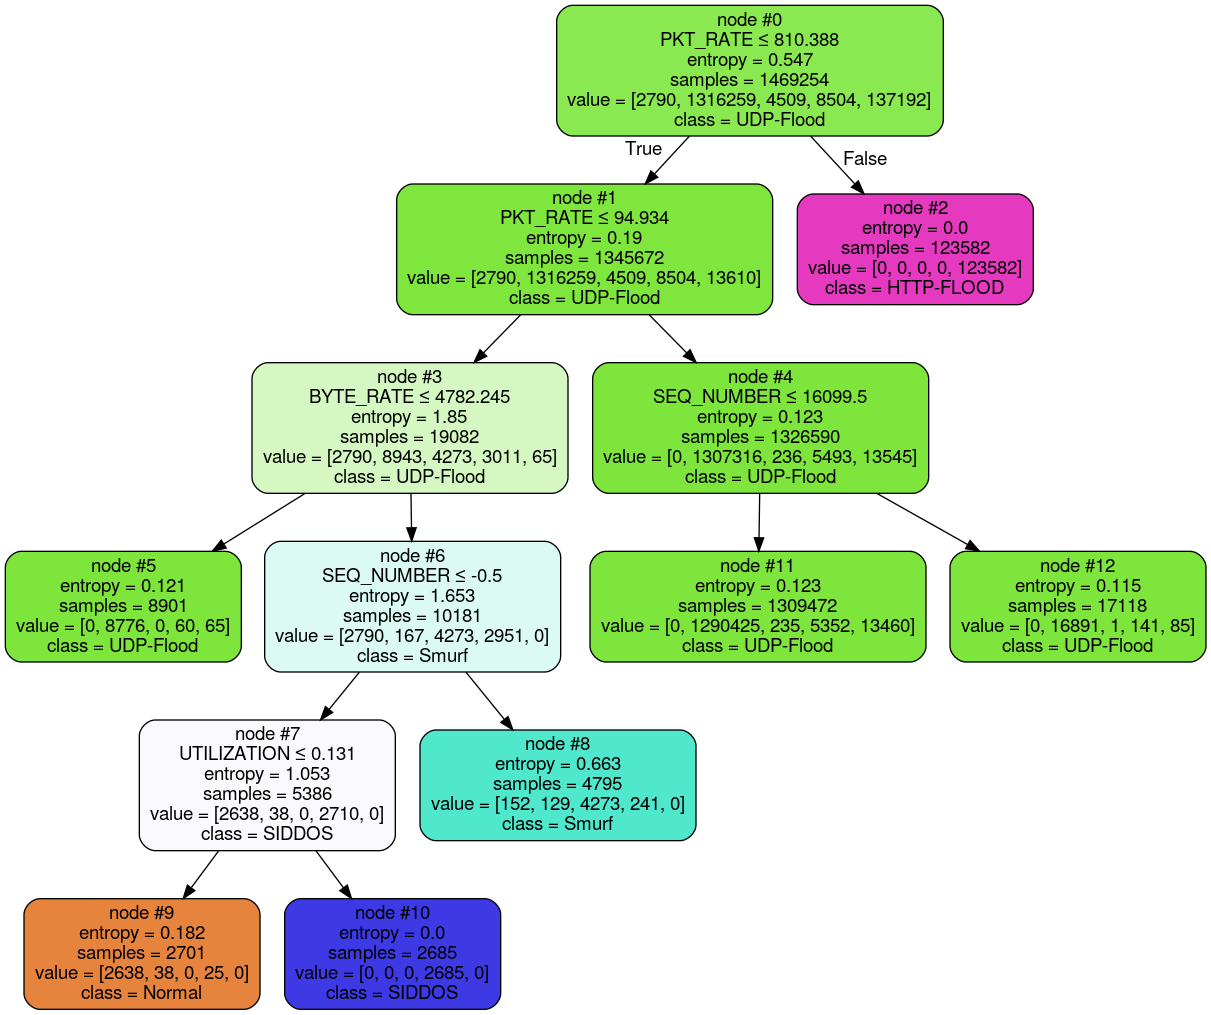 node #0
PKT_RATE ≤ 810.388
entropy = 0.547
samples = 1469254
value = [2790, 1316259, 4509, 8504, 137192]
class = UDP-Flood
True
False
node #1
PKT_RATE ≤ 94.934
entropy = 0.19
samples = 1345672
value = [2790, 1316259, 4509, 8504, 13610]
class = UDP-Flood
node #2
entropy = 0.0
samples = 123582
value = [0, 0, 0, 0, 123582]
class = HTTP-FLOOD
node #3
BYTE_RATE ≤ 4782.245
entropy = 1.85
samples = 19082
value = [2790, 8943, 4273, 3011, 65]
class = UDP-Flood
node #4
SEQ_NUMBER ≤ 16099.5
entropy = 0.123
samples = 1326590
value = [0, 1307316, 236, 5493, 13545]
class = UDP-Flood
node #5
entropy = 0.121
samples = 8901
value = [0, 8776, 0, 60, 65]
class = UDP-Flood
node #6
SEQ_NUMBER ≤ -0.5
entropy = 1.653
samples = 10181
value = [2790, 167, 4273, 2951, 0]
class = Smurf
node #11
entropy = 0.123
samples = 1309472
value = [0, 1290425, 235, 5352, 13460]
class = UDP-Flood
node #12
entropy = 0.115
samples = 17118
value = [0, 16891, 1, 141, 85]
class = UDP-Flood
node #7
UTILIZATION ≤ 0.131
entropy = 1.053
samples = 5386
value = [2638, 38, 0, 2710, 0]
class = SIDDOS
node #8
entropy = 0.663
samples = 4795
value = [152, 129, 4273, 241, 0]
class = Smurf
node #9
entropy = 0.182
samples = 2701
value = [2638, 38, 0, 25, 0]
class = Normal
node #10
entropy = 0.0
samples = 2685
value = [0, 0, 0, 2685, 0]
class = SIDDOS